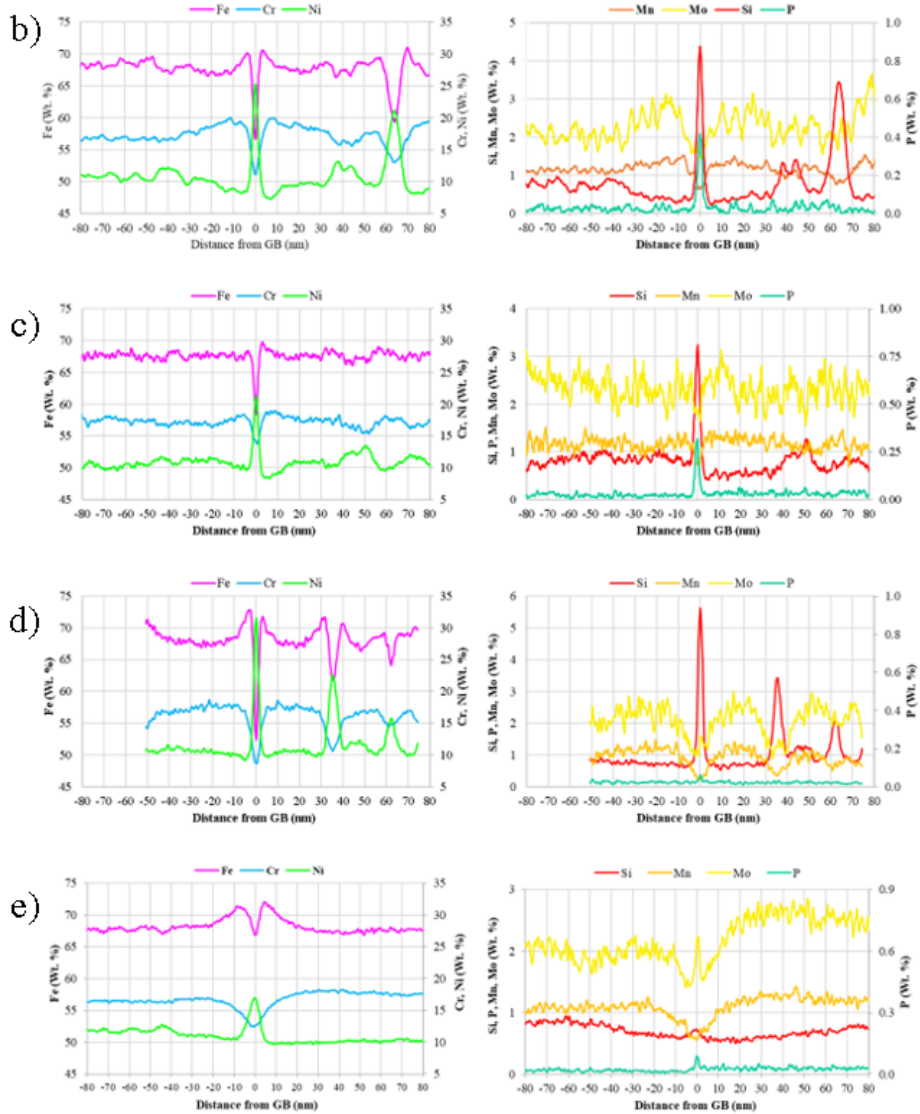 b)
Fe Cr Ni
75 70 65 60 55 50 45
Fe (Wt. %)
35 30 25 20 15 10 5
Cr, Ni (Wt. %)
-80 -70 -60 -50 -40 -30 -20 -10 0 10 20 30 40 50 60 70 80
Distance from GB (nm)
Mn Mo Si P
5 4 3 2 1 0
Si, Mn, Mo (Wt. %)
1.0 0.8 0.6 0.4 0.2 0.0
P (Wt. %)
-80 -70 -60 -50 -40 -30 -20 -10 0 10 20 30 40 50 60 70 80
Distance from GB (nm)
c)
Fe Cr Ni
75 70 65 60 55 50 45
Fe (Wt. %)
35 30 25 20 15 10 5
Cr, Ni (Wt. %)
-80 -70 -60 -50 -40 -30 -20 -10 0 10 20 30 40 50 60 70 80
Distance from GB (nm)
Si Mn Mo P
4 3 2 1 0
Si, P, Mn, Mo (Wt. %)
1.00 0.75 0.50 0.25 0.00
P (Wt. %)
-80 -70 -60 -50 -40 -30 -20 -10 0 10 20 30 40 50 60 70 80
Distance from GB (nm)
d)
Fe Cr Ni
75 70 65 60 55 50 45
Fe (Wt. %)
35 30 25 20 15 10 5
Cr, Ni (Wt. %)
-80 -70 -60 -50 -40 -30 -20 -10 0 10 20 30 40 50 60 70 80
Distance from GB (nm)
Si Mn Mo P
6 5 4 3 2 1 0
Si, P, Mn, Mo (Wt. %)
1.0 0.8 0.6 0.4 0.2 0.0
P (Wt. %)
-80 -70 -60 -50 -40 -30 -20 -10 0 10 20 30 40 50 60 70 80
Distance from GB (nm)
e)
Fe Cr Ni
75 70 65 60 55 50 45
Fe (Wt. %)
35 30 25 20 15 10 5
Cr, Ni (Wt. %)
-80 -70 -60 -50 -40 -30 -20 -10 0 10 20 30 40 50 60 70 80
Distance from GB (nm)
Si Mn Mo P
3 2 1 0
Si, P, Mn, Mo (Wt. %)
0.9 0.6 0.3 0.0
P (Wt. %)
-80 -70 -60 -50 -40 -30 -20 -10 0 10 20 30 40 50 60 70 80
Distance from GB (nm)